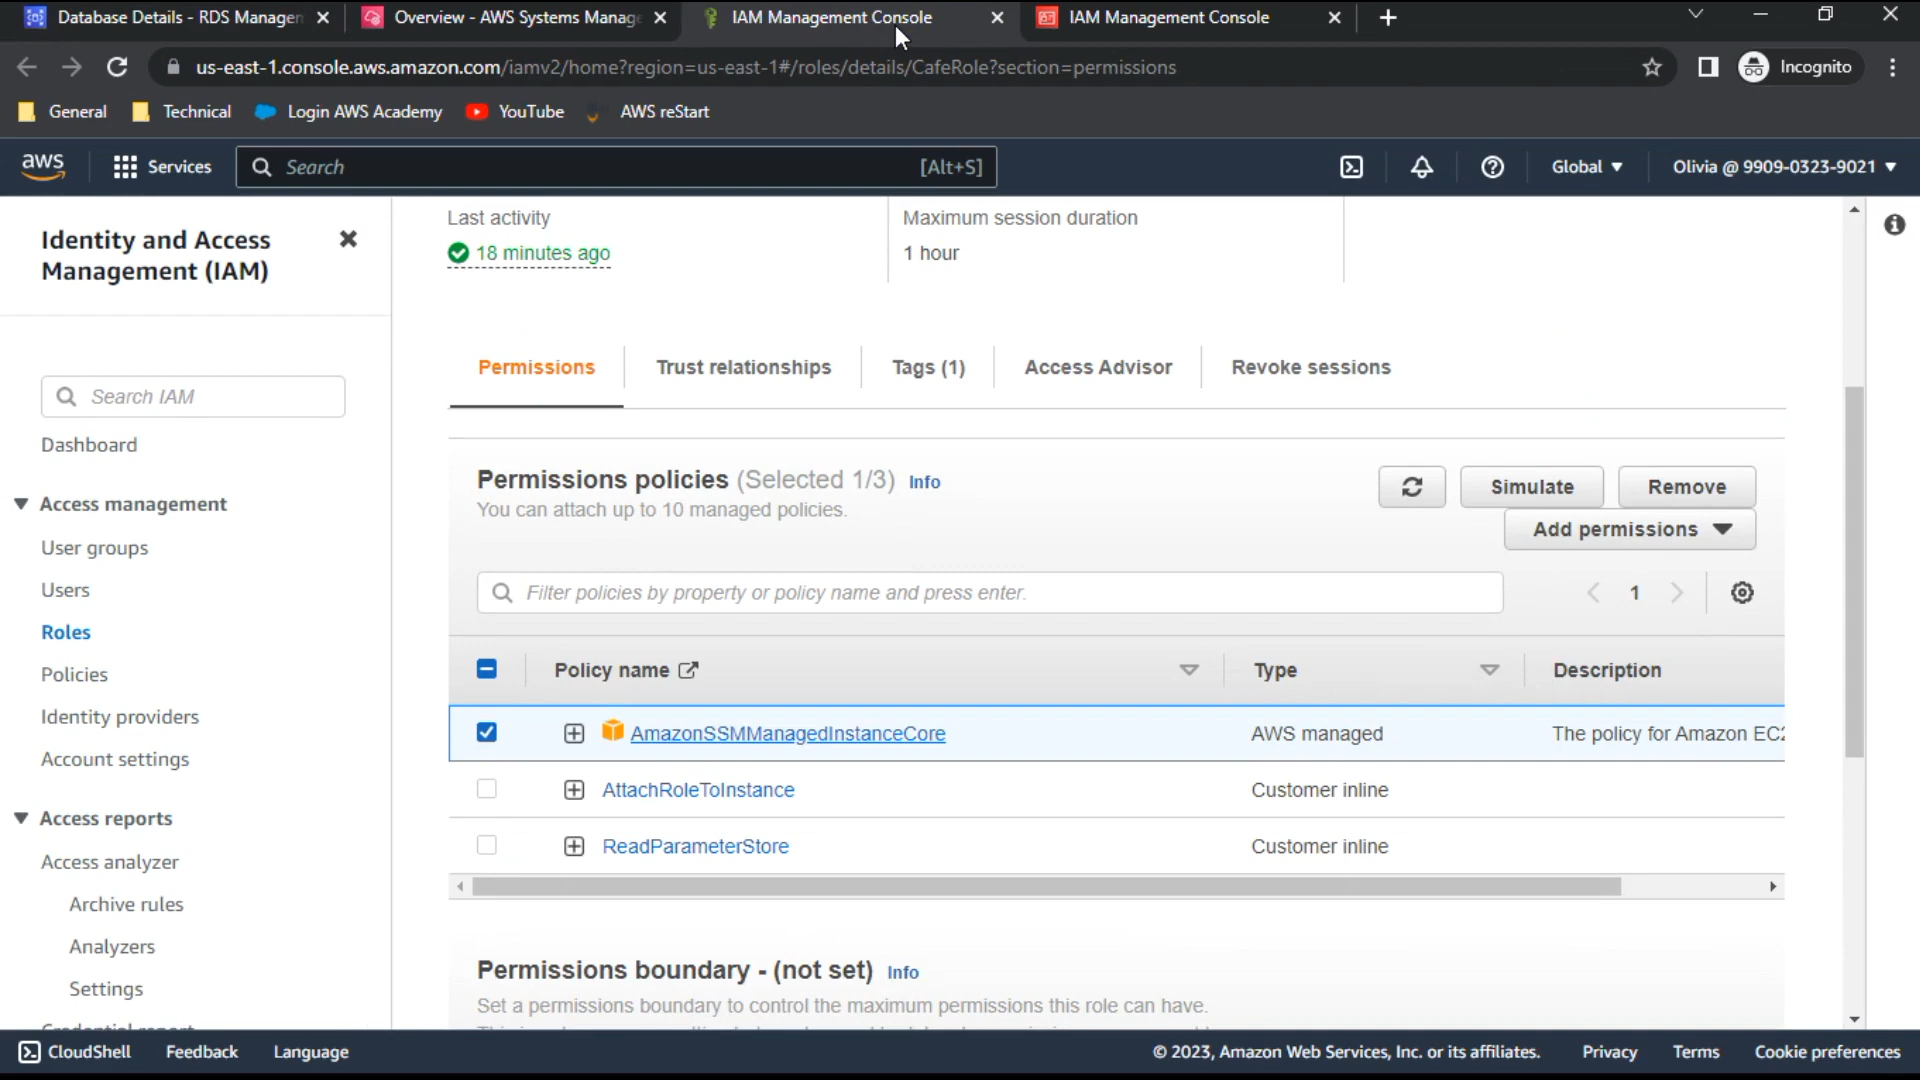 Database Details - RDS Managem
Overview - AWS Systems Manage
IAM Management Console
IAM Management Console
us-east-1.console.aws.amazon.com/iamv2/home?region=us-east-1#/roles/details/CafeRole?section=permissions
Incognito
General
Technical
Login AWS Academy
YouTube
AWS reStart
aws
Services
Search
[Alt+S]
Global
Olivia @ 9909-0323-9021
Identity and Access
Management (IAM)
Search IAM
Dashboard
Access management
User groups
Users
Roles
Policies
Identity providers
Account settings
Access reports
Access analyzer
Archive rules
Analyzers
Settings
Credential report
Last activity
18 minutes ago
Maximum session duration
1 hour
Permissions
Trust relationships
Tags (1)
Access Advisor
Revoke sessions
Permissions policies (Selected 1/3) Info
You can attach up to 10 managed policies.
Simulate
Remove
Add permissions
Filter policies by property or policy name and press enter.
1
Policy name
Type
Description
AmazonSSMManagedInstanceCore
AWS managed
The policy for Amazon EC2
AttachRoleToInstance
Customer inline
ReadParameterStore
Customer inline
Permissions boundary - (not set) Info
Set a permissions boundary to control the maximum permissions this role can have.
CloudShell
Feedback
Language
© 2023, Amazon Web Services, Inc. or its affiliates.
Privacy
Terms
Cookie preferences